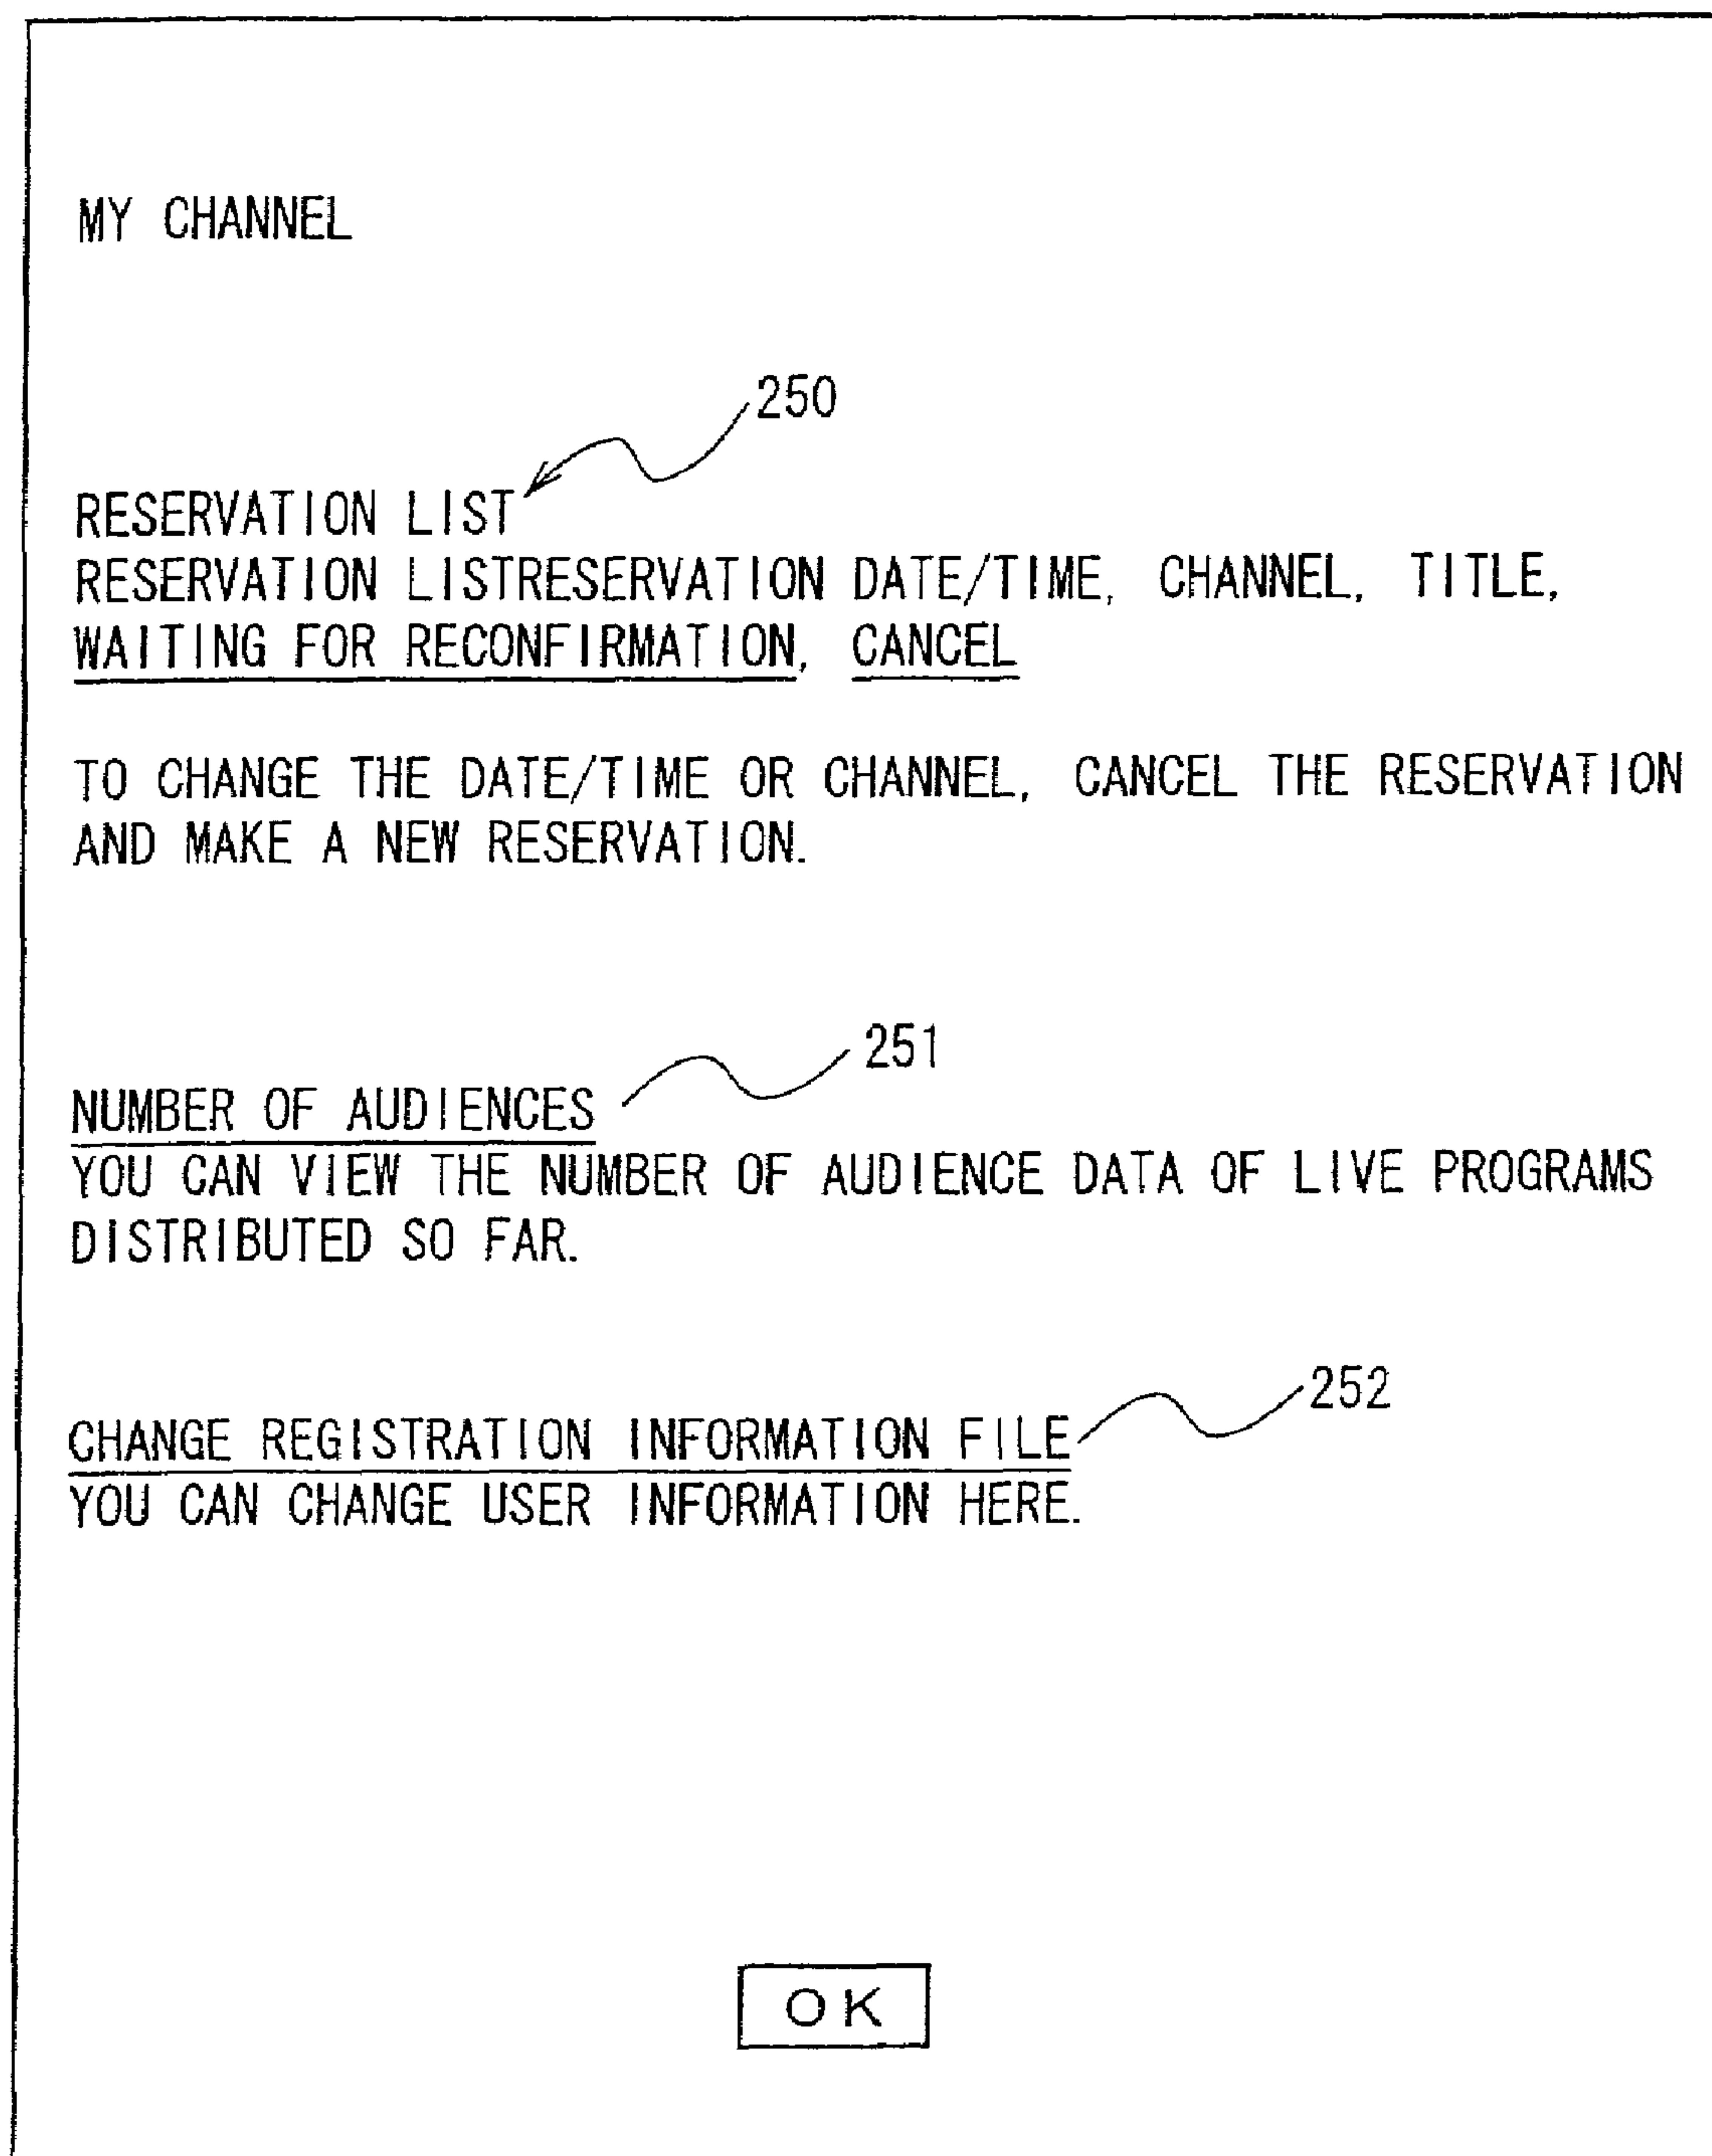 MY CHANNEL
250
RESERVATION LIST
RESERVATION LISTRESERVATION DATE/TIME, CHANNEL, TITLE,
WAITING FOR RECONFIRMATION, CANCEL
TO CHANGE THE DATE/TIME OR CHANNEL, CANCEL THE RESERVATION
AND MAKE A NEW RESERVATION.
251
NUMBER OF AUDIENCES
YOU CAN VIEW THE NUMBER OF AUDIENCE DATA OF LIVE PROGRAMS
DISTRIBUTED SO FAR.
252
CHANGE REGISTRATION INFORMATION FILE
YOU CAN CHANGE USER INFORMATION HERE.
OK